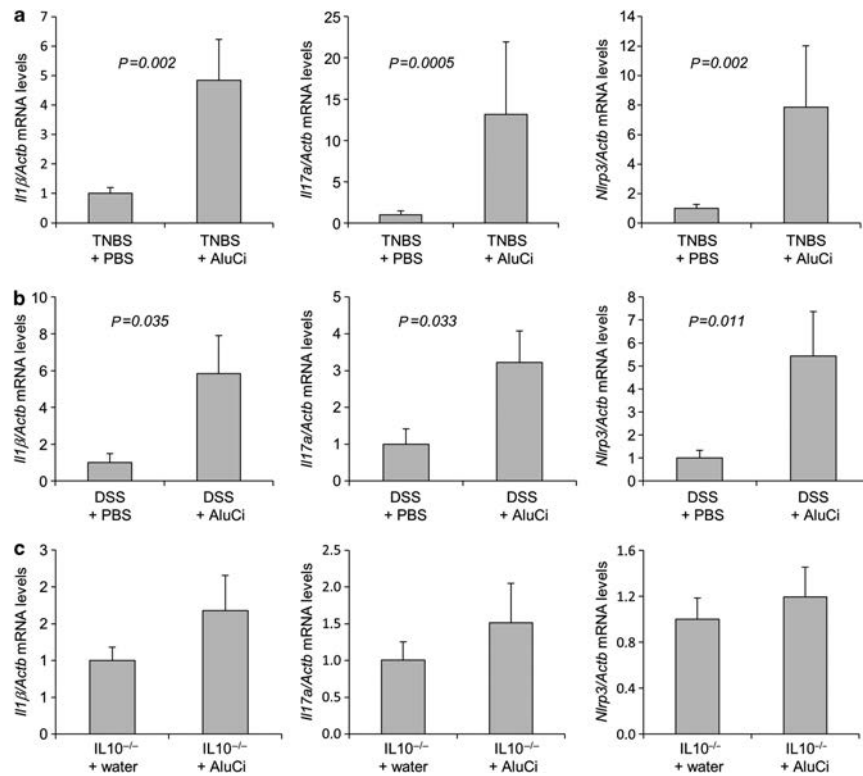 a
Il1β/Actb mRNA levels
7
6
5
4
3
2
1
0
P=0.002
TNBS
+ PBS
TNBS
+ AluCi
Il17a/Actb mRNA levels
25
20
15
10
5
0
P=0.0005
TNBS
+ PBS
TNBS
+ AluCi
Nlrp3/Actb mRNA levels
14
12
10
8
6
4
2
0
P=0.002
TNBS
+ PBS
TNBS
+ AluCi
b
Il1β/Actb mRNA levels
10
8
6
4
2
0
P=0.035
DSS
+ PBS
DSS
+ AluCi
Il17a/Actb mRNA levels
5
4
3
2
1
0
P=0.033
DSS
+ PBS
DSS
+ AluCi
Nlrp3/Actb mRNA levels
8
7
6
5
4
3
2
1
0
P=0.011
DSS
+ PBS
DSS
+ AluCi
c
Il1β/Actb mRNA levels
3
2
2
1
1
0
IL10−/−
+ water
IL10−/−
+ AluCi
Il17a/Actb mRNA levels
2.5
2.0
1.5
1.0
0.5
0.0
IL10−/−
+ water
IL10−/−
+ AluCi
Nlrp3/Actb mRNA levels
1.6
1.2
0.8
0.4
0.0
IL10−/−
+ water
IL10−/−
+ AluCi